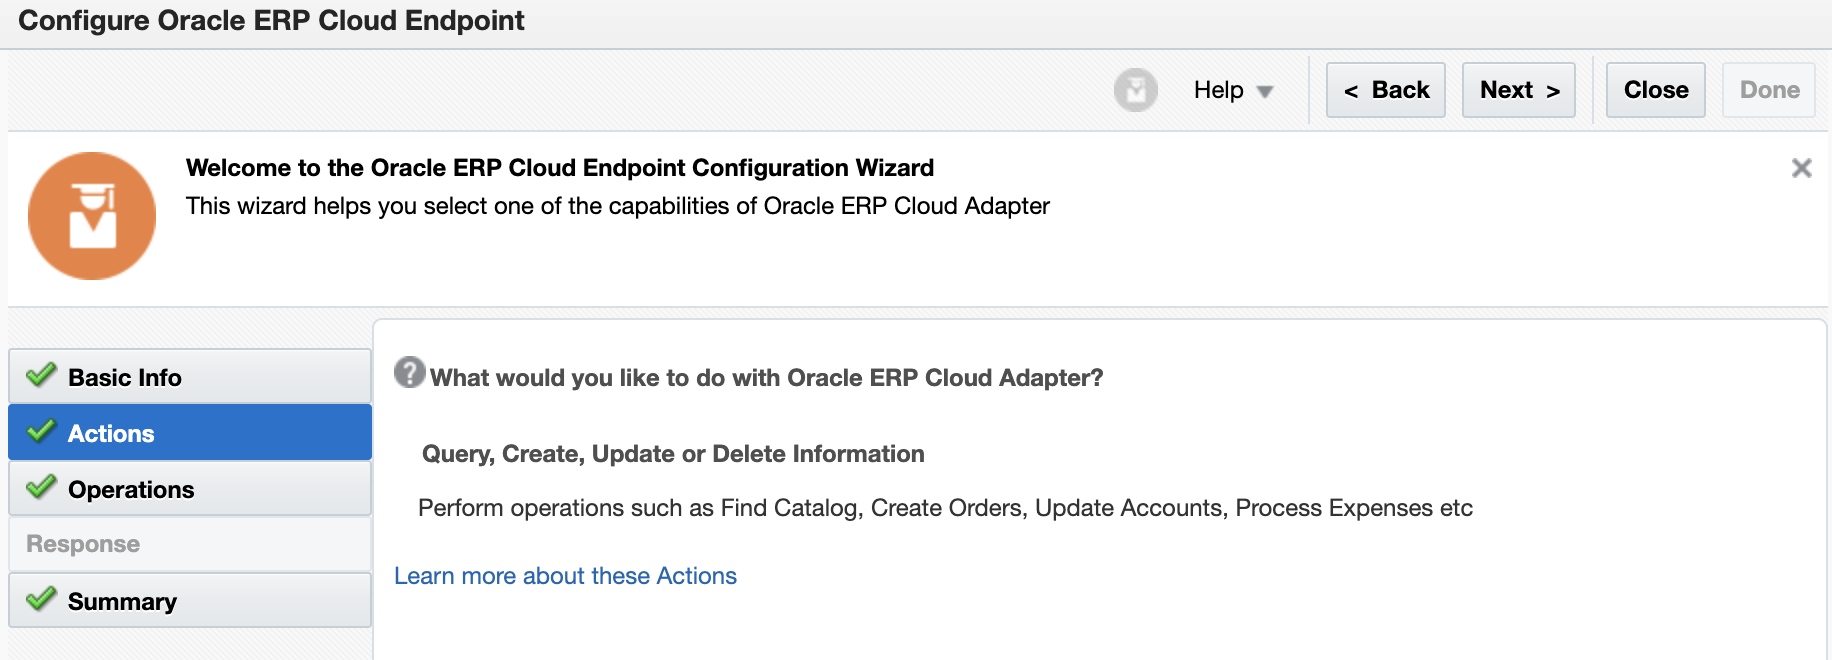 Configure Oracle ERP Cloud Endpoint
Help
< Back
Next >
Close
Done
Welcome to the Oracle ERP Cloud Endpoint Configuration Wizard
This wizard helps you select one of the capabilities of Oracle ERP Cloud Adapter
Basic Info
Actions
Operations
Response
Summary
What would you like to do with Oracle ERP Cloud Adapter?
Query, Create, Update or Delete Information
Perform operations such as Find Catalog, Create Orders, Update Accounts, Process Expenses etc
Learn more about these Actions